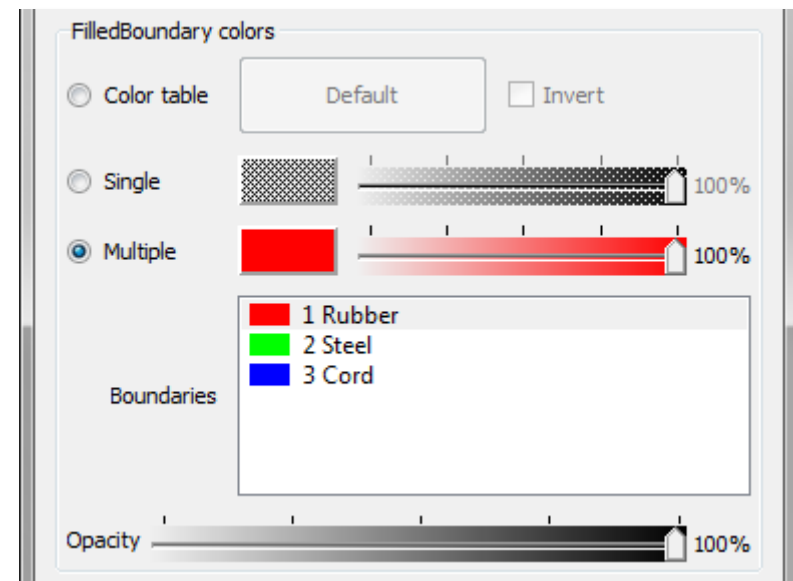 FilledBoundary colors
Color table
Default
Invert
Single
100%
Multiple
100%
1 Rubber
2 Steel
3 Cord
Boundaries
Opacity
100%